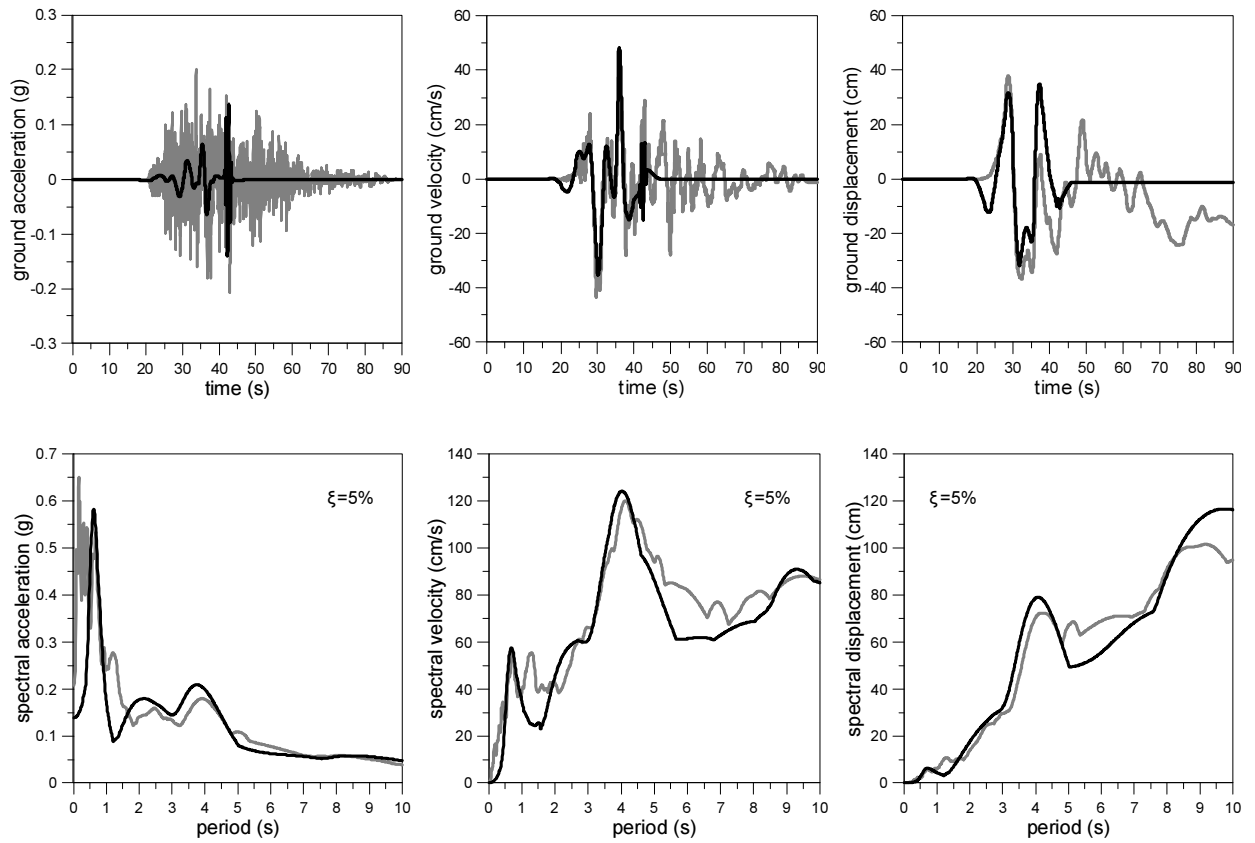 ground acceleration (g)
0.3
0.2
0.1
0
-0.1
-0.2
-0.3
0 10 20 30 40 50 60 70 80 90
time (s)
ground velocity (cm/s)
60
40
20
0
-20
-40
-60
0 10 20 30 40 50 60 70 80 90
time (s)
ground displacement (cm)
60
40
20
0
-20
-40
-60
0 10 20 30 40 50 60 70 80 90
time (s)
spectral acceleration (g)
0.7
0.6
0.5
0.4
0.3
0.2
0.1
0
ξ=5%
0 1 2 3 4 5 6 7 8 9 10
period (s)
spectral velocity (cm/s)
140
120
100
80
60
40
20
0
ξ=5%
0 1 2 3 4 5 6 7 8 9 10
period (s)
spectral displacement (cm)
140
120
100
80
60
40
20
0
ξ=5%
0 1 2 3 4 5 6 7 8 9 10
period (s)